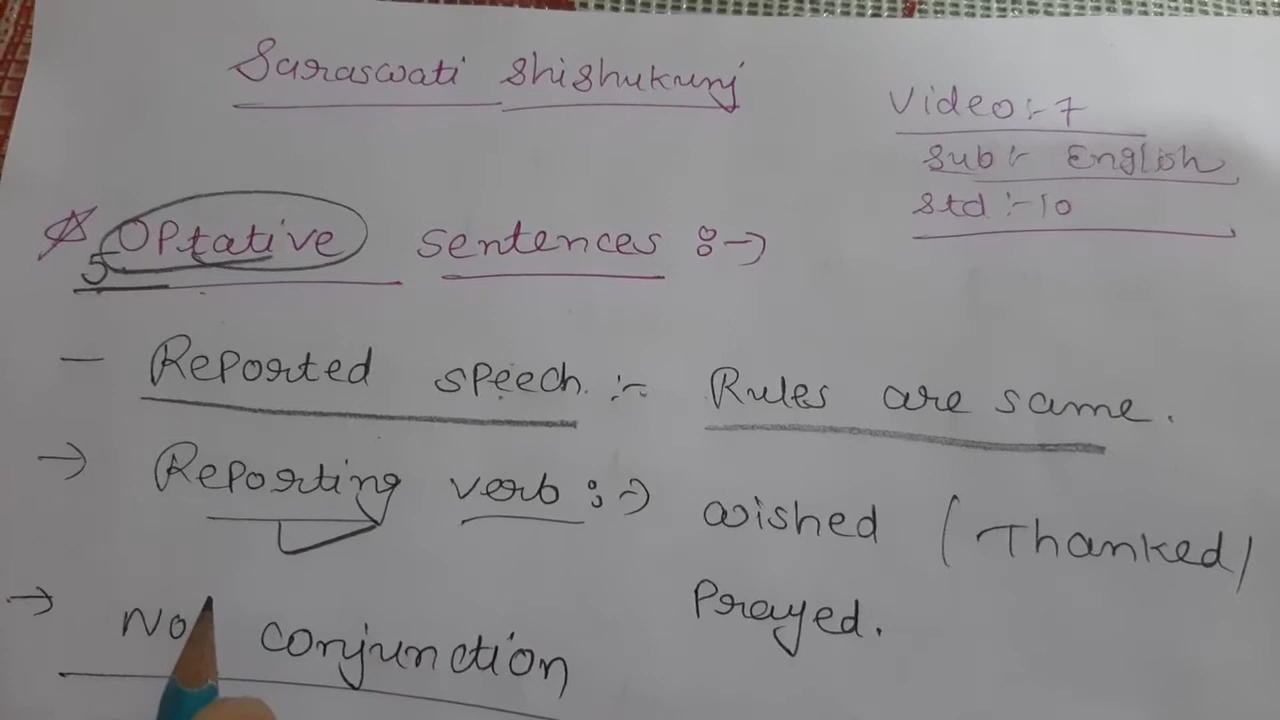 Saraswati Shishukunj
Video:- 7
Sub:- English
Std :- 10
5 Optative sentences :-)
- Reported speech :- Rules are same.
→ Reporting verb :-) wished / Thanked /
Prayed.
→ No conjunction